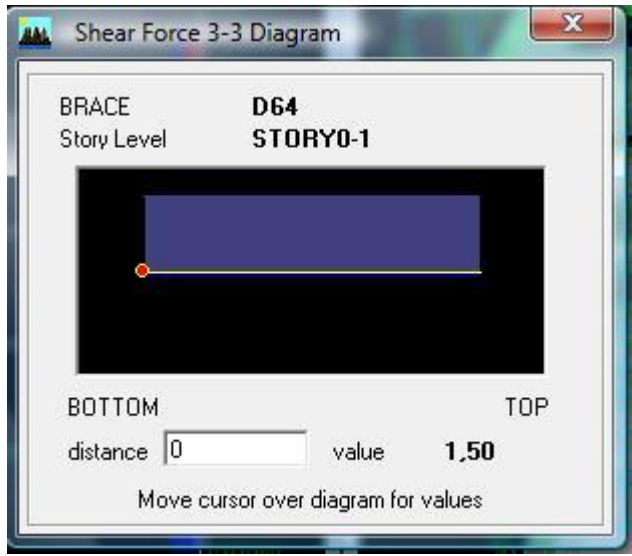 Shear Force 3-3 Diagram
BRACE D64
Story Level STORY0-1
BOTTOM TOP
distance 0 value 1,50
Move cursor over diagram for values